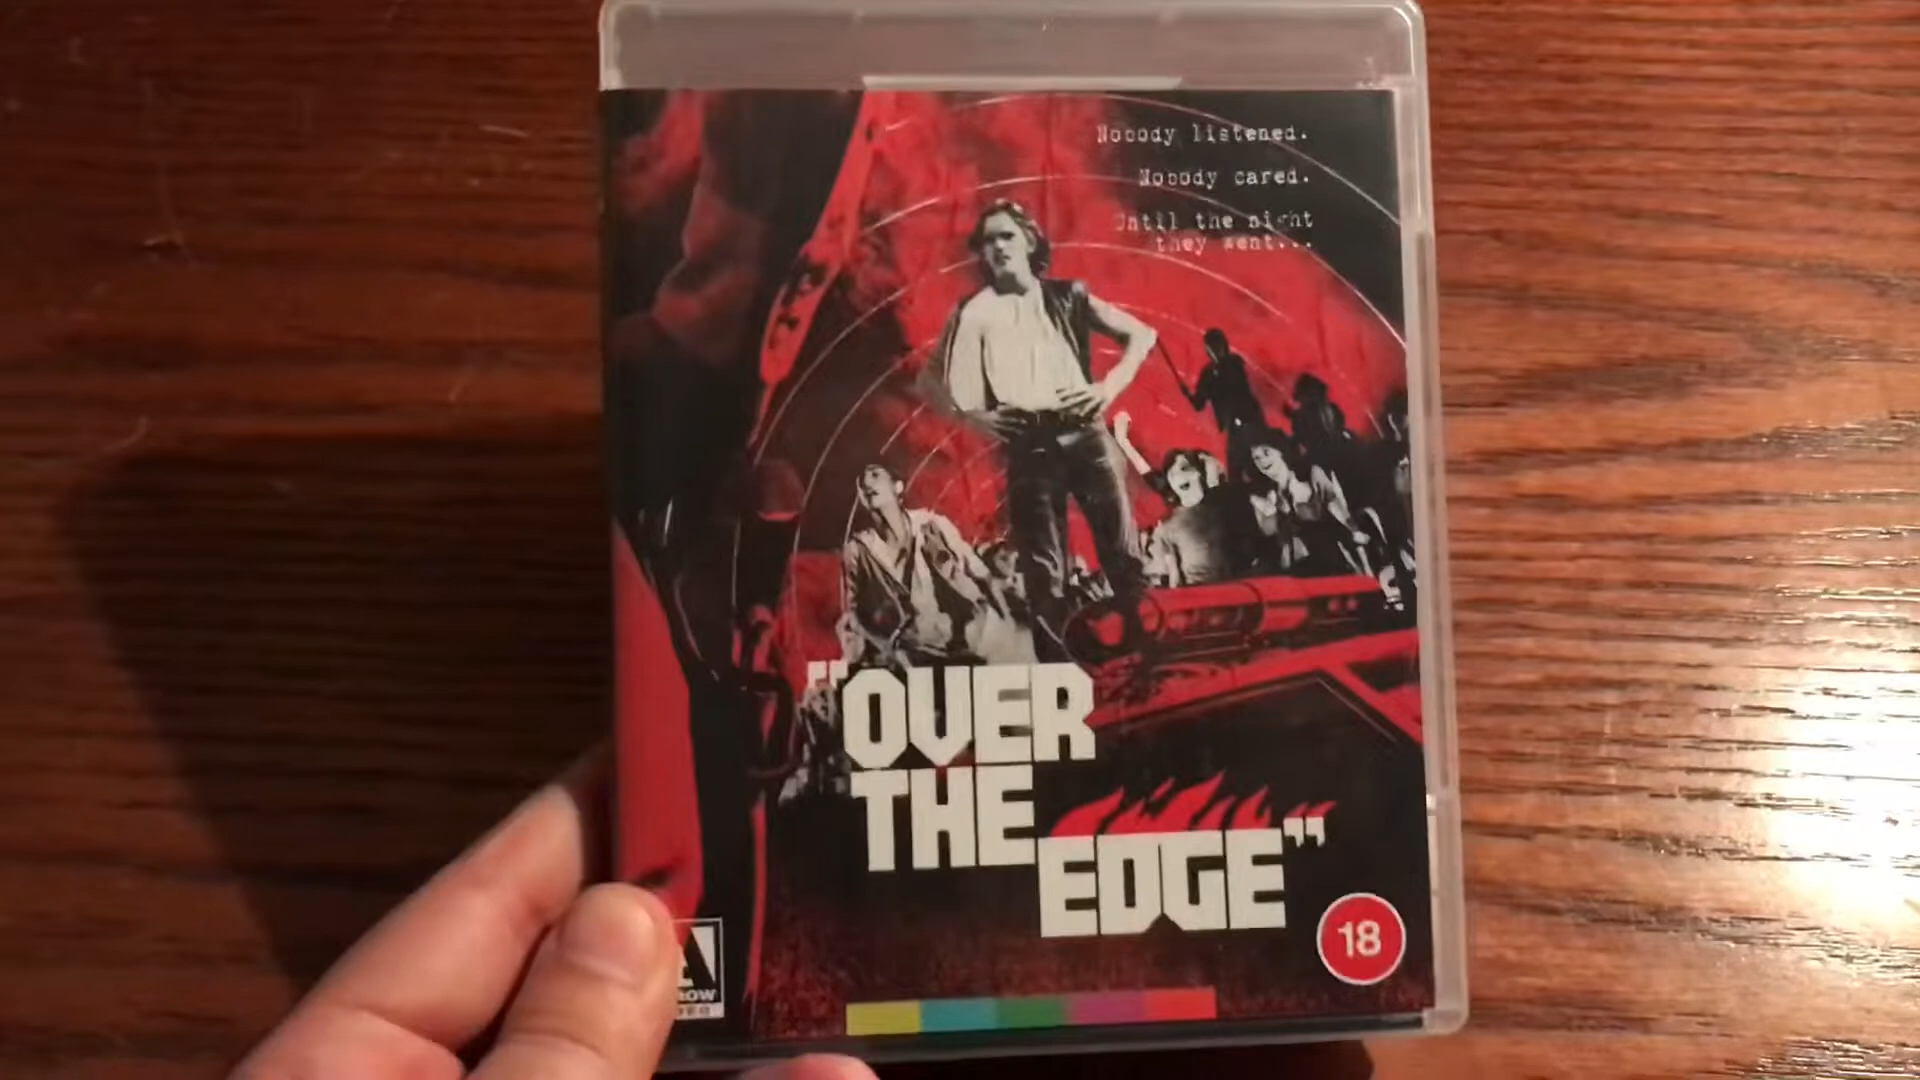 Nobody listened.
Nobody cared.
Until the night
they went...
"OVER
THE
EDGE"
18